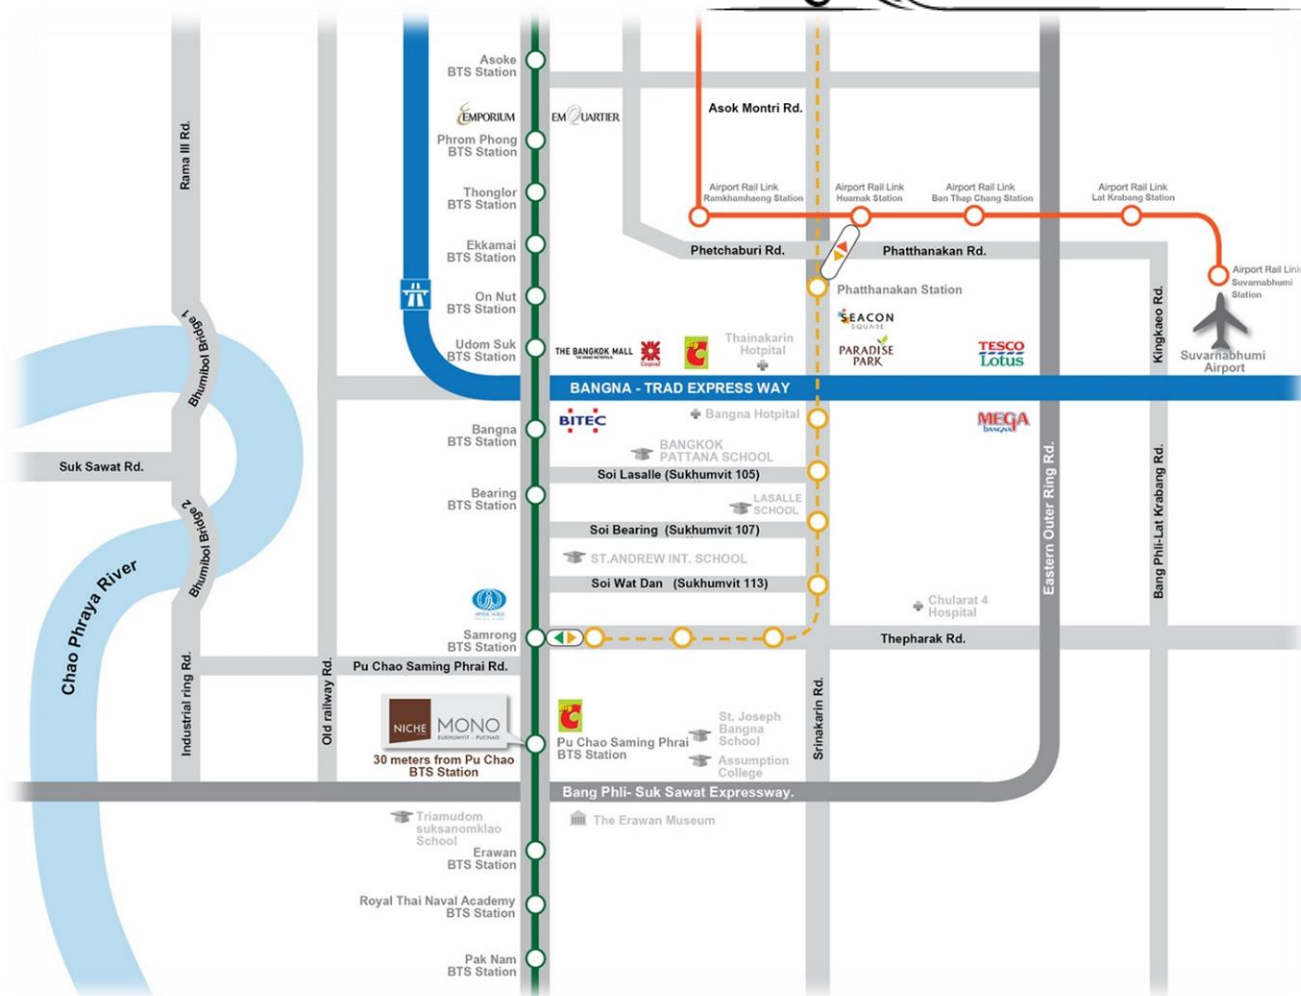 Asoke
BTS Station
EMPORIUM
EMQUARTIER
Asok Montri Rd.
Rama III Rd.
Phrom Phong
BTS Station
Thonglor
BTS Station
Airport Rail Link
Ramkhamhaeng Station
Airport Rail Link
Huamak Station
Airport Rail Link
Ban Thap Chang Station
Airport Rail Link
Lat Krabang Station
Ekkamai
BTS Station
Phetchaburi Rd.
Phatthanakan Rd.
Airport Rail Link
Suvarnabhumi
Station
On Nut
BTS Station
Phatthanakan Station
Kingkaeo Rd.
SEACON
SQUARE
Bhumibol Bridge 1
Udom Suk
BTS Station
THE BANGKOK MALL
Central
C
Thainakarin
Hotpital
PARADISE
PARK
TESCO
Lotus
Suvarnabhumi
Airport
BANGNA - TRAD EXPRESS WAY
BITEC
Bangna Hotpital
MEGA
BANGNA
Bangna
BTS Station
BANGKOK
PATTANA SCHOOL
Suk Sawat Rd.
Soi Lasalle (Sukhumvit 105)
Eastern Outer Ring Rd.
Bang Phli-Lat Krabang Rd.
Bearing
BTS Station
LASALLE
SCHOOL
Bhumibol Bridge 2
Soi Bearing (Sukhumvit 107)
ST.ANDREW INT. SCHOOL
Soi Wat Dan (Sukhumvit 113)
Chao Phraya River
Chularat 4
Hospital
Samrong
BTS Station
Thepharak Rd.
Pu Chao Saming Phrai Rd.
Industrial ring Rd.
Old railway Rd.
Srinakarin Rd.
NICHE
MONO
SUKHUMVIT - PUCHAO
C
Pu Chao Saming Phrai
BTS Station
St. Joseph
Bangna
School
30 meters from Pu Chao
BTS Station
Assumption
College
Bang Phli- Suk Sawat Expressway.
Triamudom
suksanomklao
School
The Erawan Museum
Erawan
BTS Station
Royal Thai Naval Academy
BTS Station
Pak Nam
BTS Station